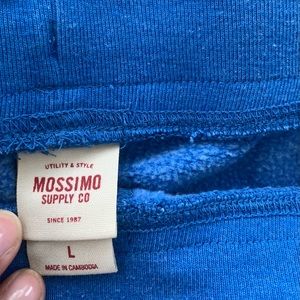 UTILITY & STYLE
MOSSIMO
SUPPLY CO
SINCE 1987
L
MADE IN CAMBODIA